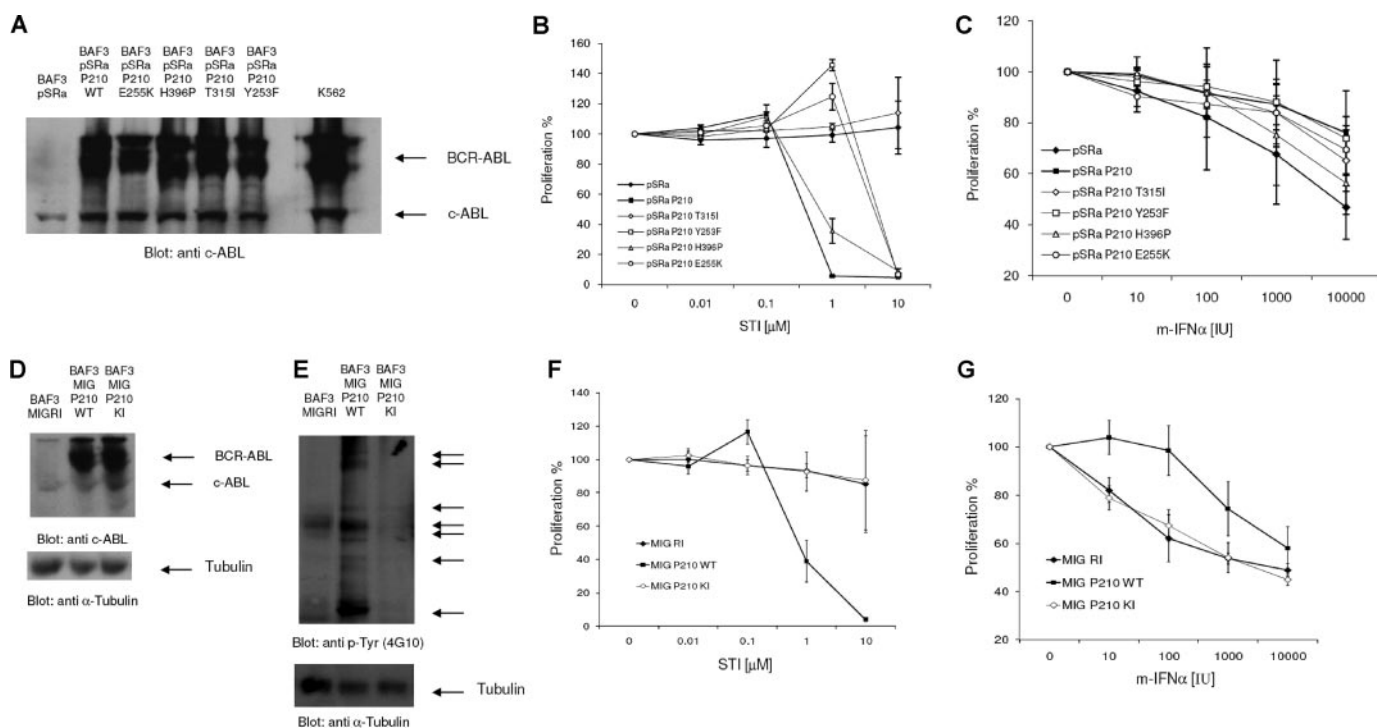 A
BAF3 pSRa
BAF3 pSRa P210 WT
BAF3 pSRa P210 E255K
BAF3 pSRa P210 H396P
BAF3 pSRa P210 T315I
BAF3 pSRa P210 Y253F
K562
BCR-ABL
c-ABL
Blot: anti c-ABL
B
Proliferation %
160
140
120
100
80
60
40
20
0
pSRa
pSRa P210
pSRa P210 T315I
pSRa P210 Y253F
pSRa P210 H396P
pSRa P210 E255K
0 0.01 0.1 1 10
STI [µM]
C
Proliferation %
120
100
80
60
40
20
pSRa
pSRa P210
pSRa P210 T315I
pSRa P210 Y253F
pSRa P210 H396P
pSRa P210 E255K
0 10 100 1000 10000
m-IFNα [IU]
D
BAF3 MIGRI
BAF3 MIG P210 WT
BAF3 MIG P210 KI
BCR-ABL
c-ABL
Blot: anti c-ABL
Tubulin
Blot: anti α-Tubulin
E
BAF3 MIGRI
BAF3 MIG P210 WT
BAF3 MIG P210 KI
Blot: anti p-Tyr (4G10)
Tubulin
Blot: anti α-Tubulin
F
Proliferation %
140
120
100
80
60
40
20
0
MIG RI
MIG P210 WT
MIG P210 KI
0 0.01 0.1 1 10
STI [µM]
G
Proliferation %
120
100
80
60
40
20
MIG RI
MIG P210 WT
MIG P210 KI
0 10 100 1000 10000
m-IFNα [IU]